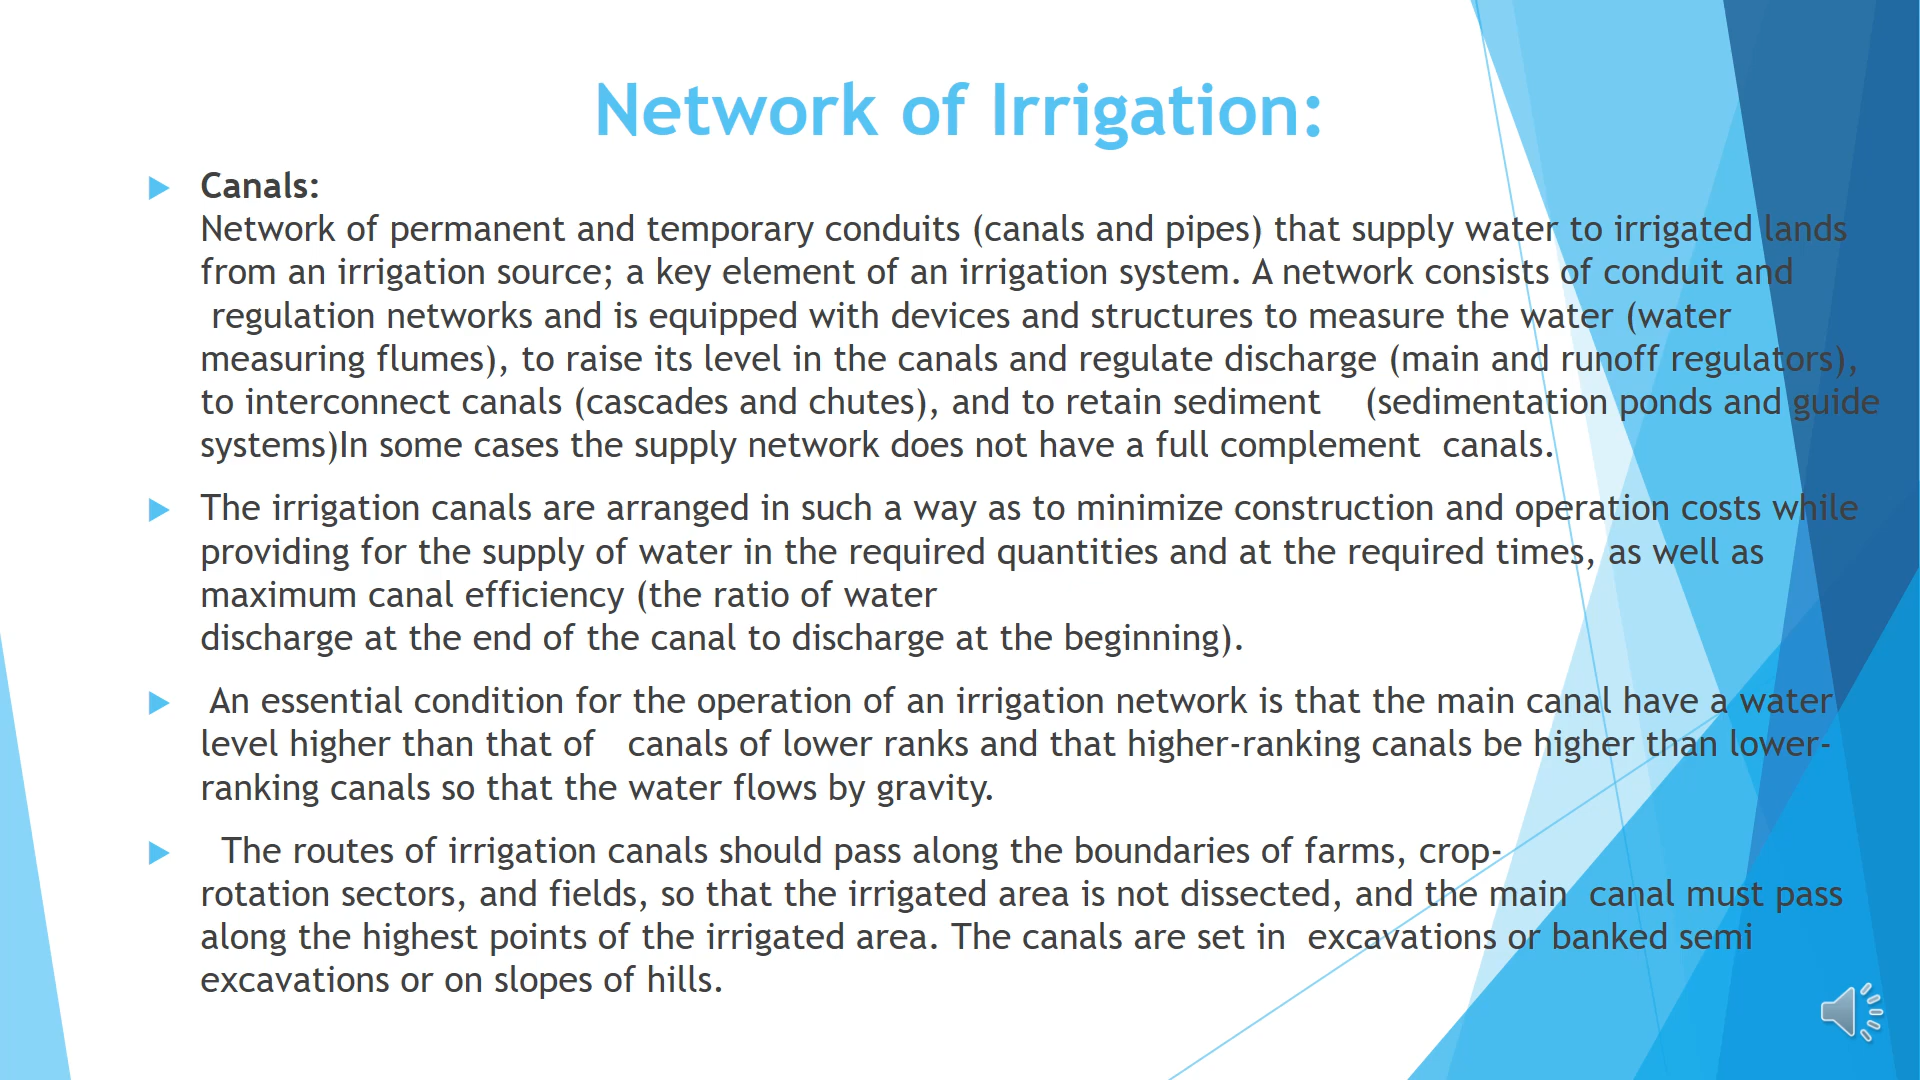 Network of Irrigation:
Canals:
Network of permanent and temporary conduits (canals and pipes) that supply water to irrigated lands
from an irrigation source; a key element of an irrigation system. A network consists of conduit and
regulation networks and is equipped with devices and structures to measure the water (water
measuring flumes), to raise its level in the canals and regulate discharge (main and runoff regulators),
to interconnect canals (cascades and chutes), and to retain sediment (sedimentation ponds and guide
systems)In some cases the supply network does not have a full complement canals.
The irrigation canals are arranged in such a way as to minimize construction and operation costs while
providing for the supply of water in the required quantities and at the required times, as well as
maximum canal efficiency (the ratio of water
discharge at the end of the canal to discharge at the beginning).
An essential condition for the operation of an irrigation network is that the main canal have a water
level higher than that of canals of lower ranks and that higher-ranking canals be higher than lower-
ranking canals so that the water flows by gravity.
The routes of irrigation canals should pass along the boundaries of farms, crop-
rotation sectors, and fields, so that the irrigated area is not dissected, and the main canal must pass
along the highest points of the irrigated area. The canals are set in excavations or banked semi
excavations or on slopes of hills.